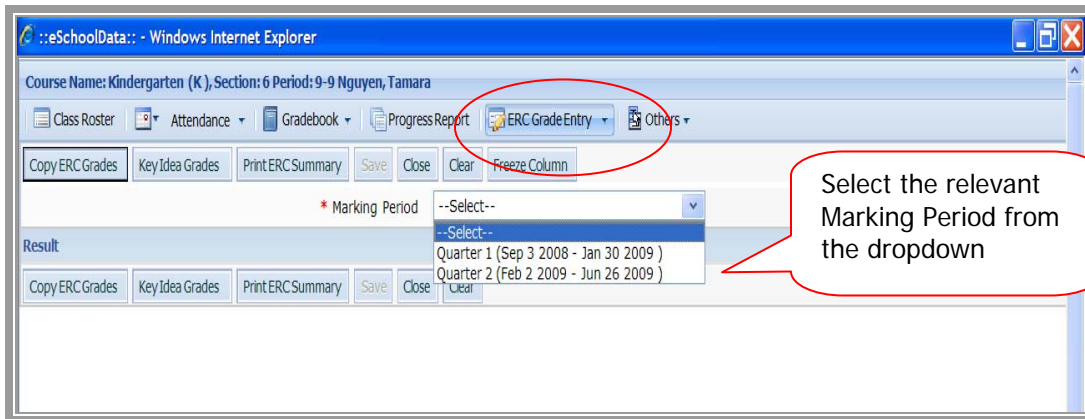 ::eSchoolData:: - Windows Internet Explorer
Course Name: Kindergarten (K ), Section: 6 Period: 9-9 Nguyen, Tamara
Class Roster Attendance Gradebook Progress Report ERC Grade Entry Others
Copy ERC Grades Key Idea Grades Print ERC Summary Save Close Clear Freeze Column
* Marking Period --Select--
--Select--
Quarter 1 (Sep 3 2008 - Jan 30 2009 )
Quarter 2 (Feb 2 2009 - Jun 26 2009 )
Result
Copy ERC Grades Key Idea Grades Print ERC Summary Save Close Clear
Select the relevant
Marking Period from
the dropdown